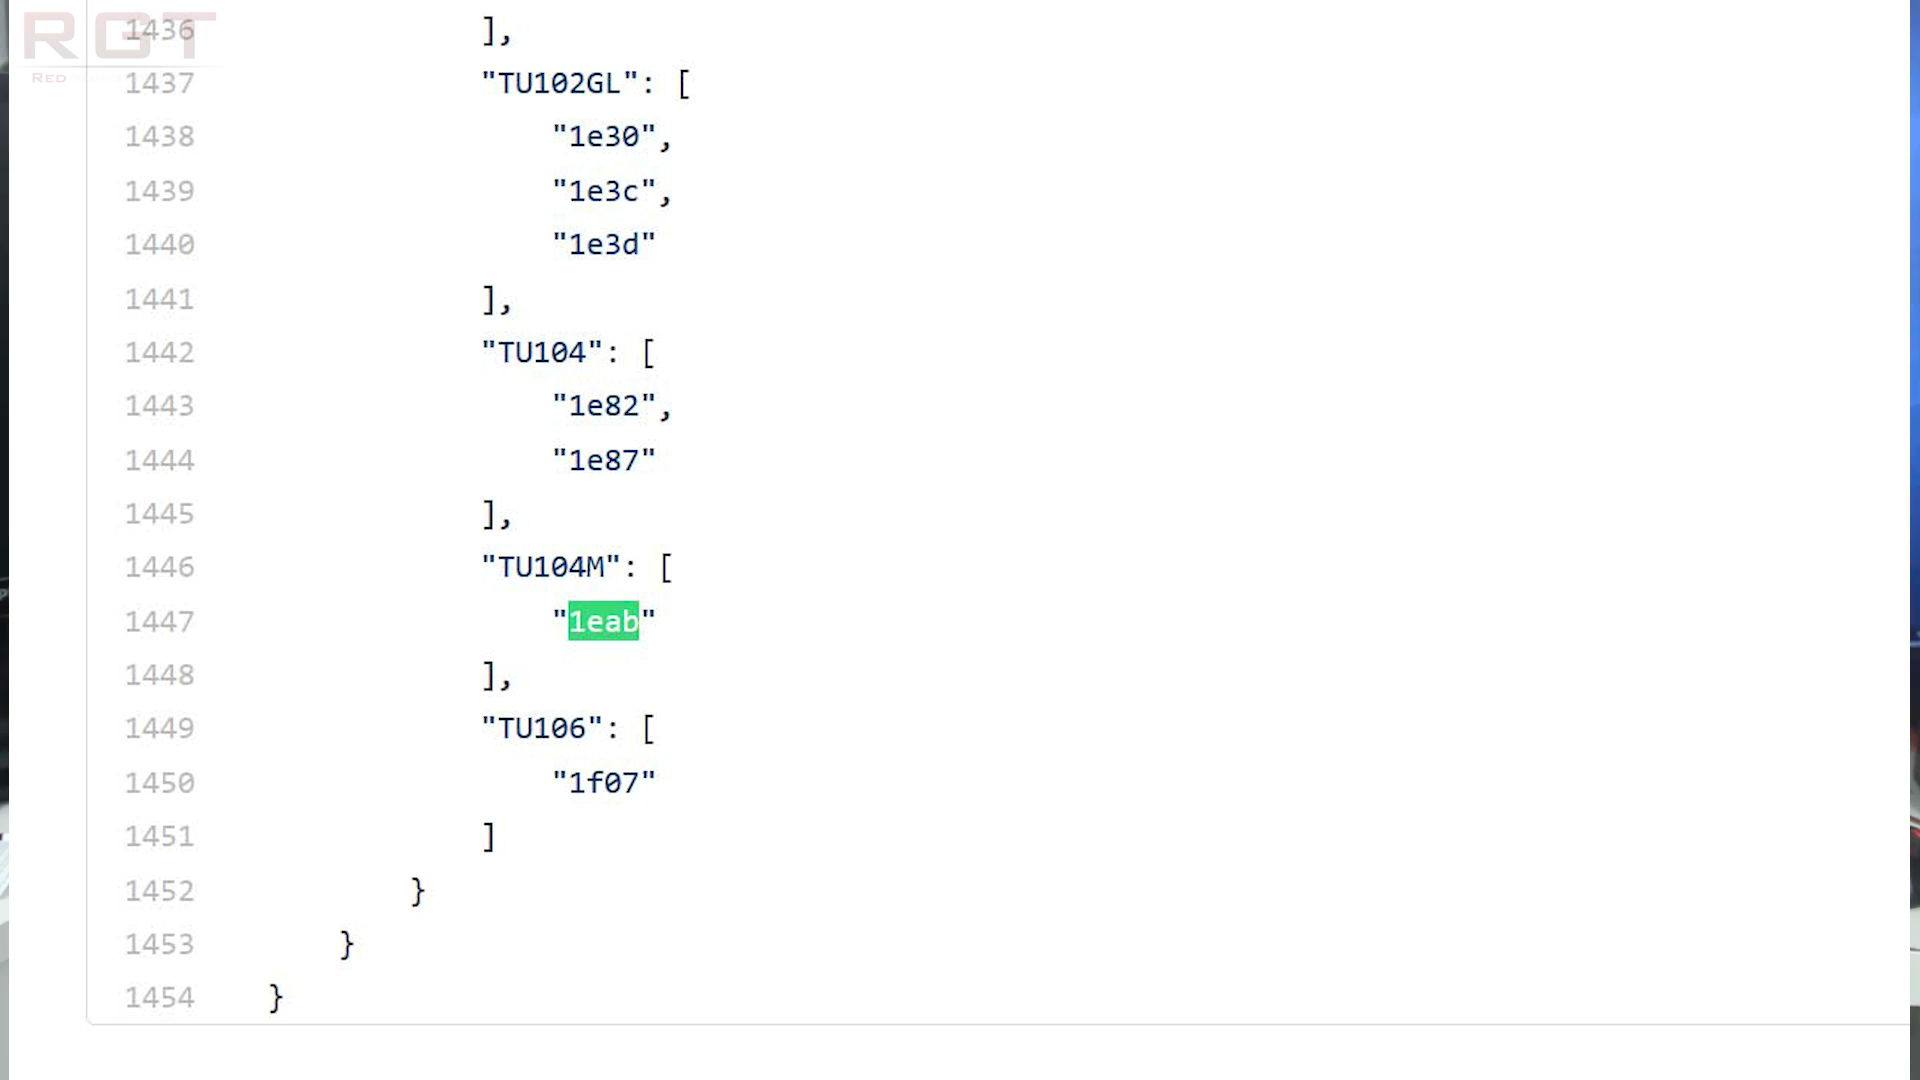 RGT
RED
1436 ],
1437 "TU102GL": [
1438 "1e30",
1439 "1e3c",
1440 "1e3d"
1441 ],
1442 "TU104": [
1443 "1e82",
1444 "1e87"
1445 ],
1446 "TU104M": [
1447 "1eab"
1448 ],
1449 "TU106": [
1450 "1f07"
1451 ]
1452 }
1453 }
1454 }